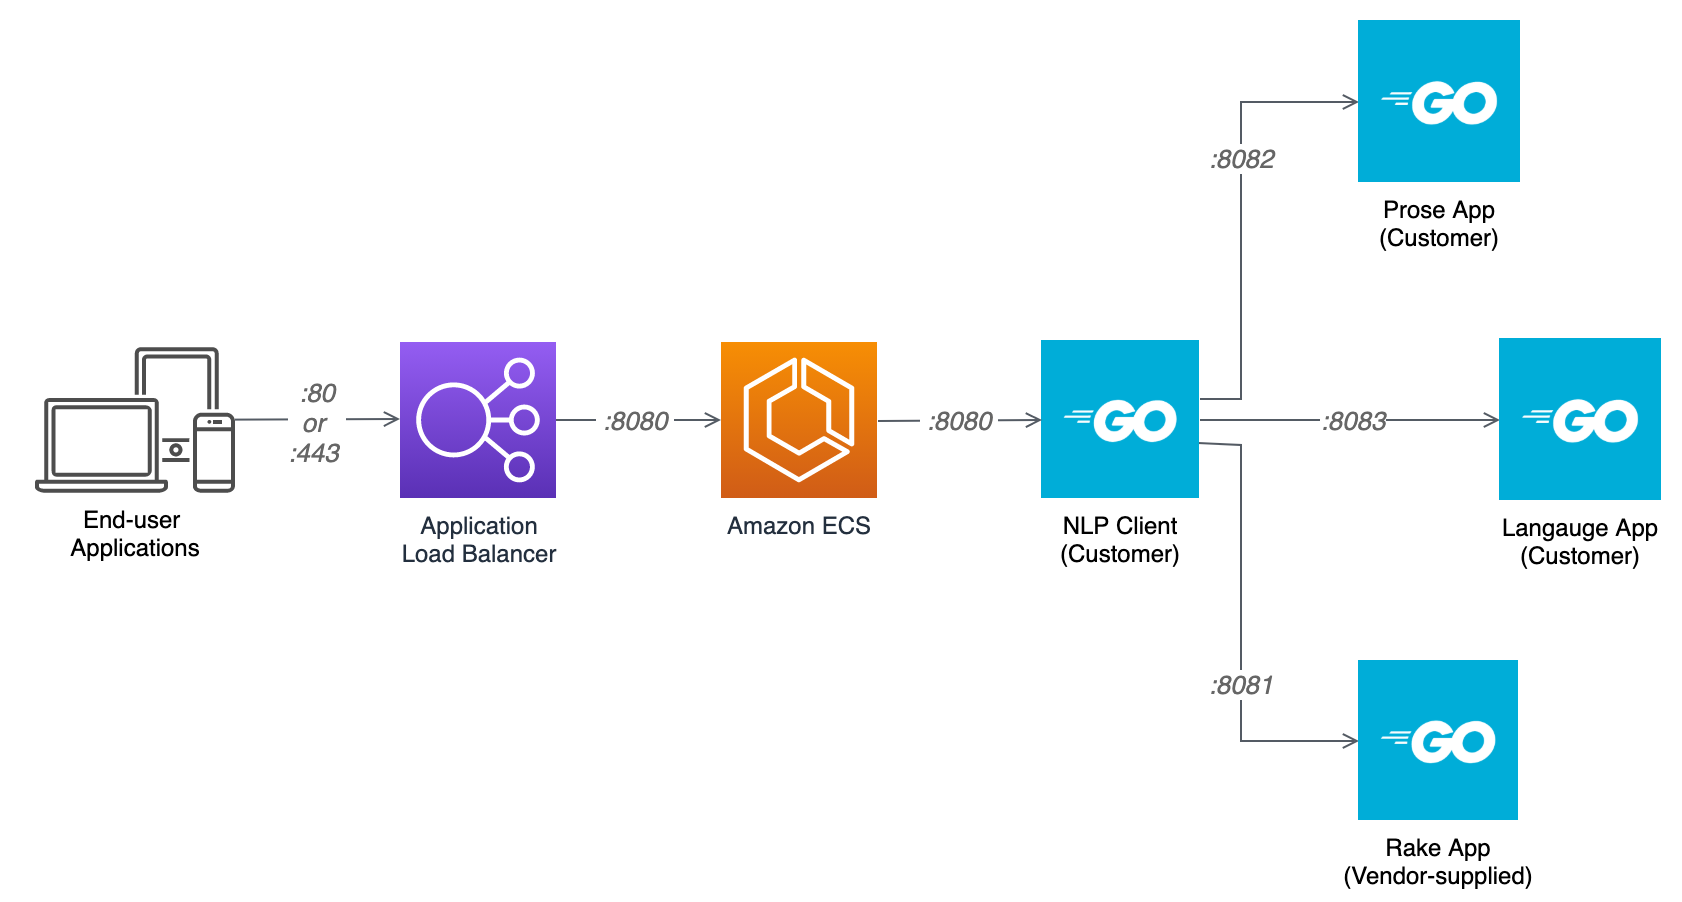 GO
Prose App
(Customer)
:8082
:80
or
:443
End-user
Applications
Application
Load Balancer
:8080
Amazon ECS
:8080
GO
NLP Client
(Customer)
:8083
GO
Langauge App
(Customer)
:8081
GO
Rake App
(Vendor-supplied)